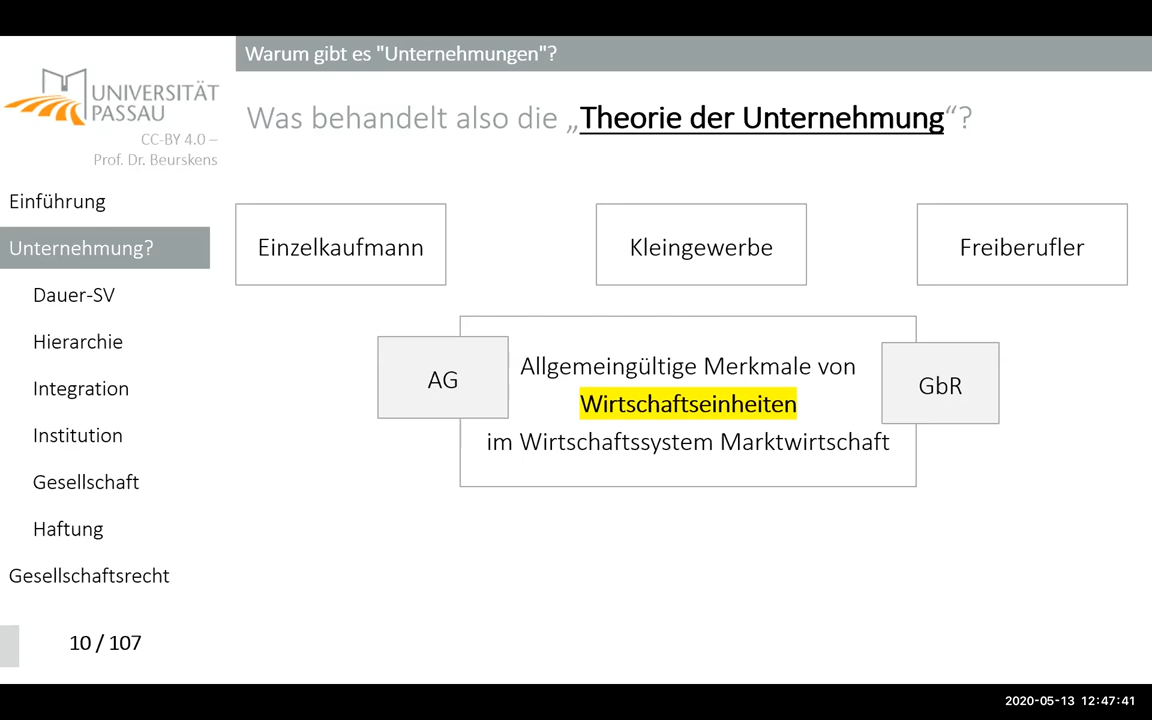 Warum gibt es "Unternehmungen"?
UNIVERSITÄT
PASSAU
CC-BY 4.0 –
Prof. Dr. Beurskens
Was behandelt also die „Theorie der Unternehmung“?
Einführung
Unternehmung?
Dauer-SV
Hierarchie
Integration
Institution
Gesellschaft
Haftung
Gesellschaftsrecht
10 / 107
Einzelkaufmann
Kleingewerbe
Freiberufler
AG
Allgemeingültige Merkmale von
Wirtschaftseinheiten
im Wirtschaftssystem Marktwirtschaft
GbR
2020-05-13 12:47:41